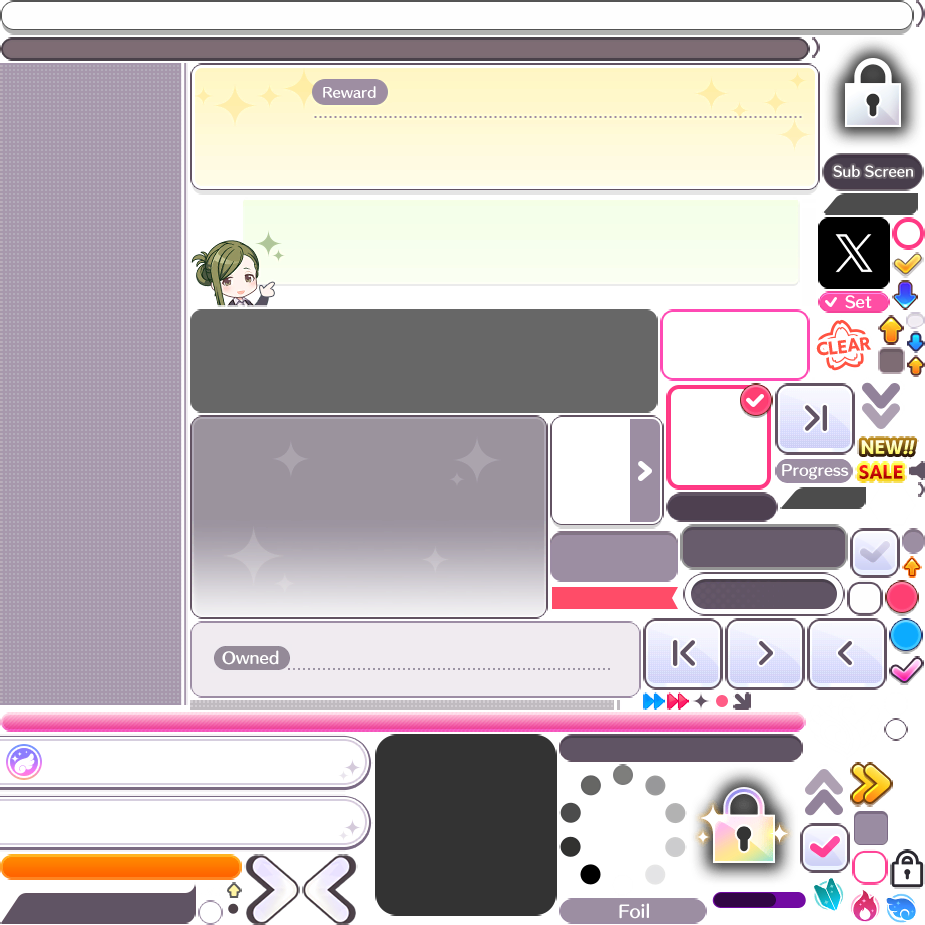 Reward
Sub Screen
Set
CLEAR
NEW!!
Progress
SALE
Owned
Foil